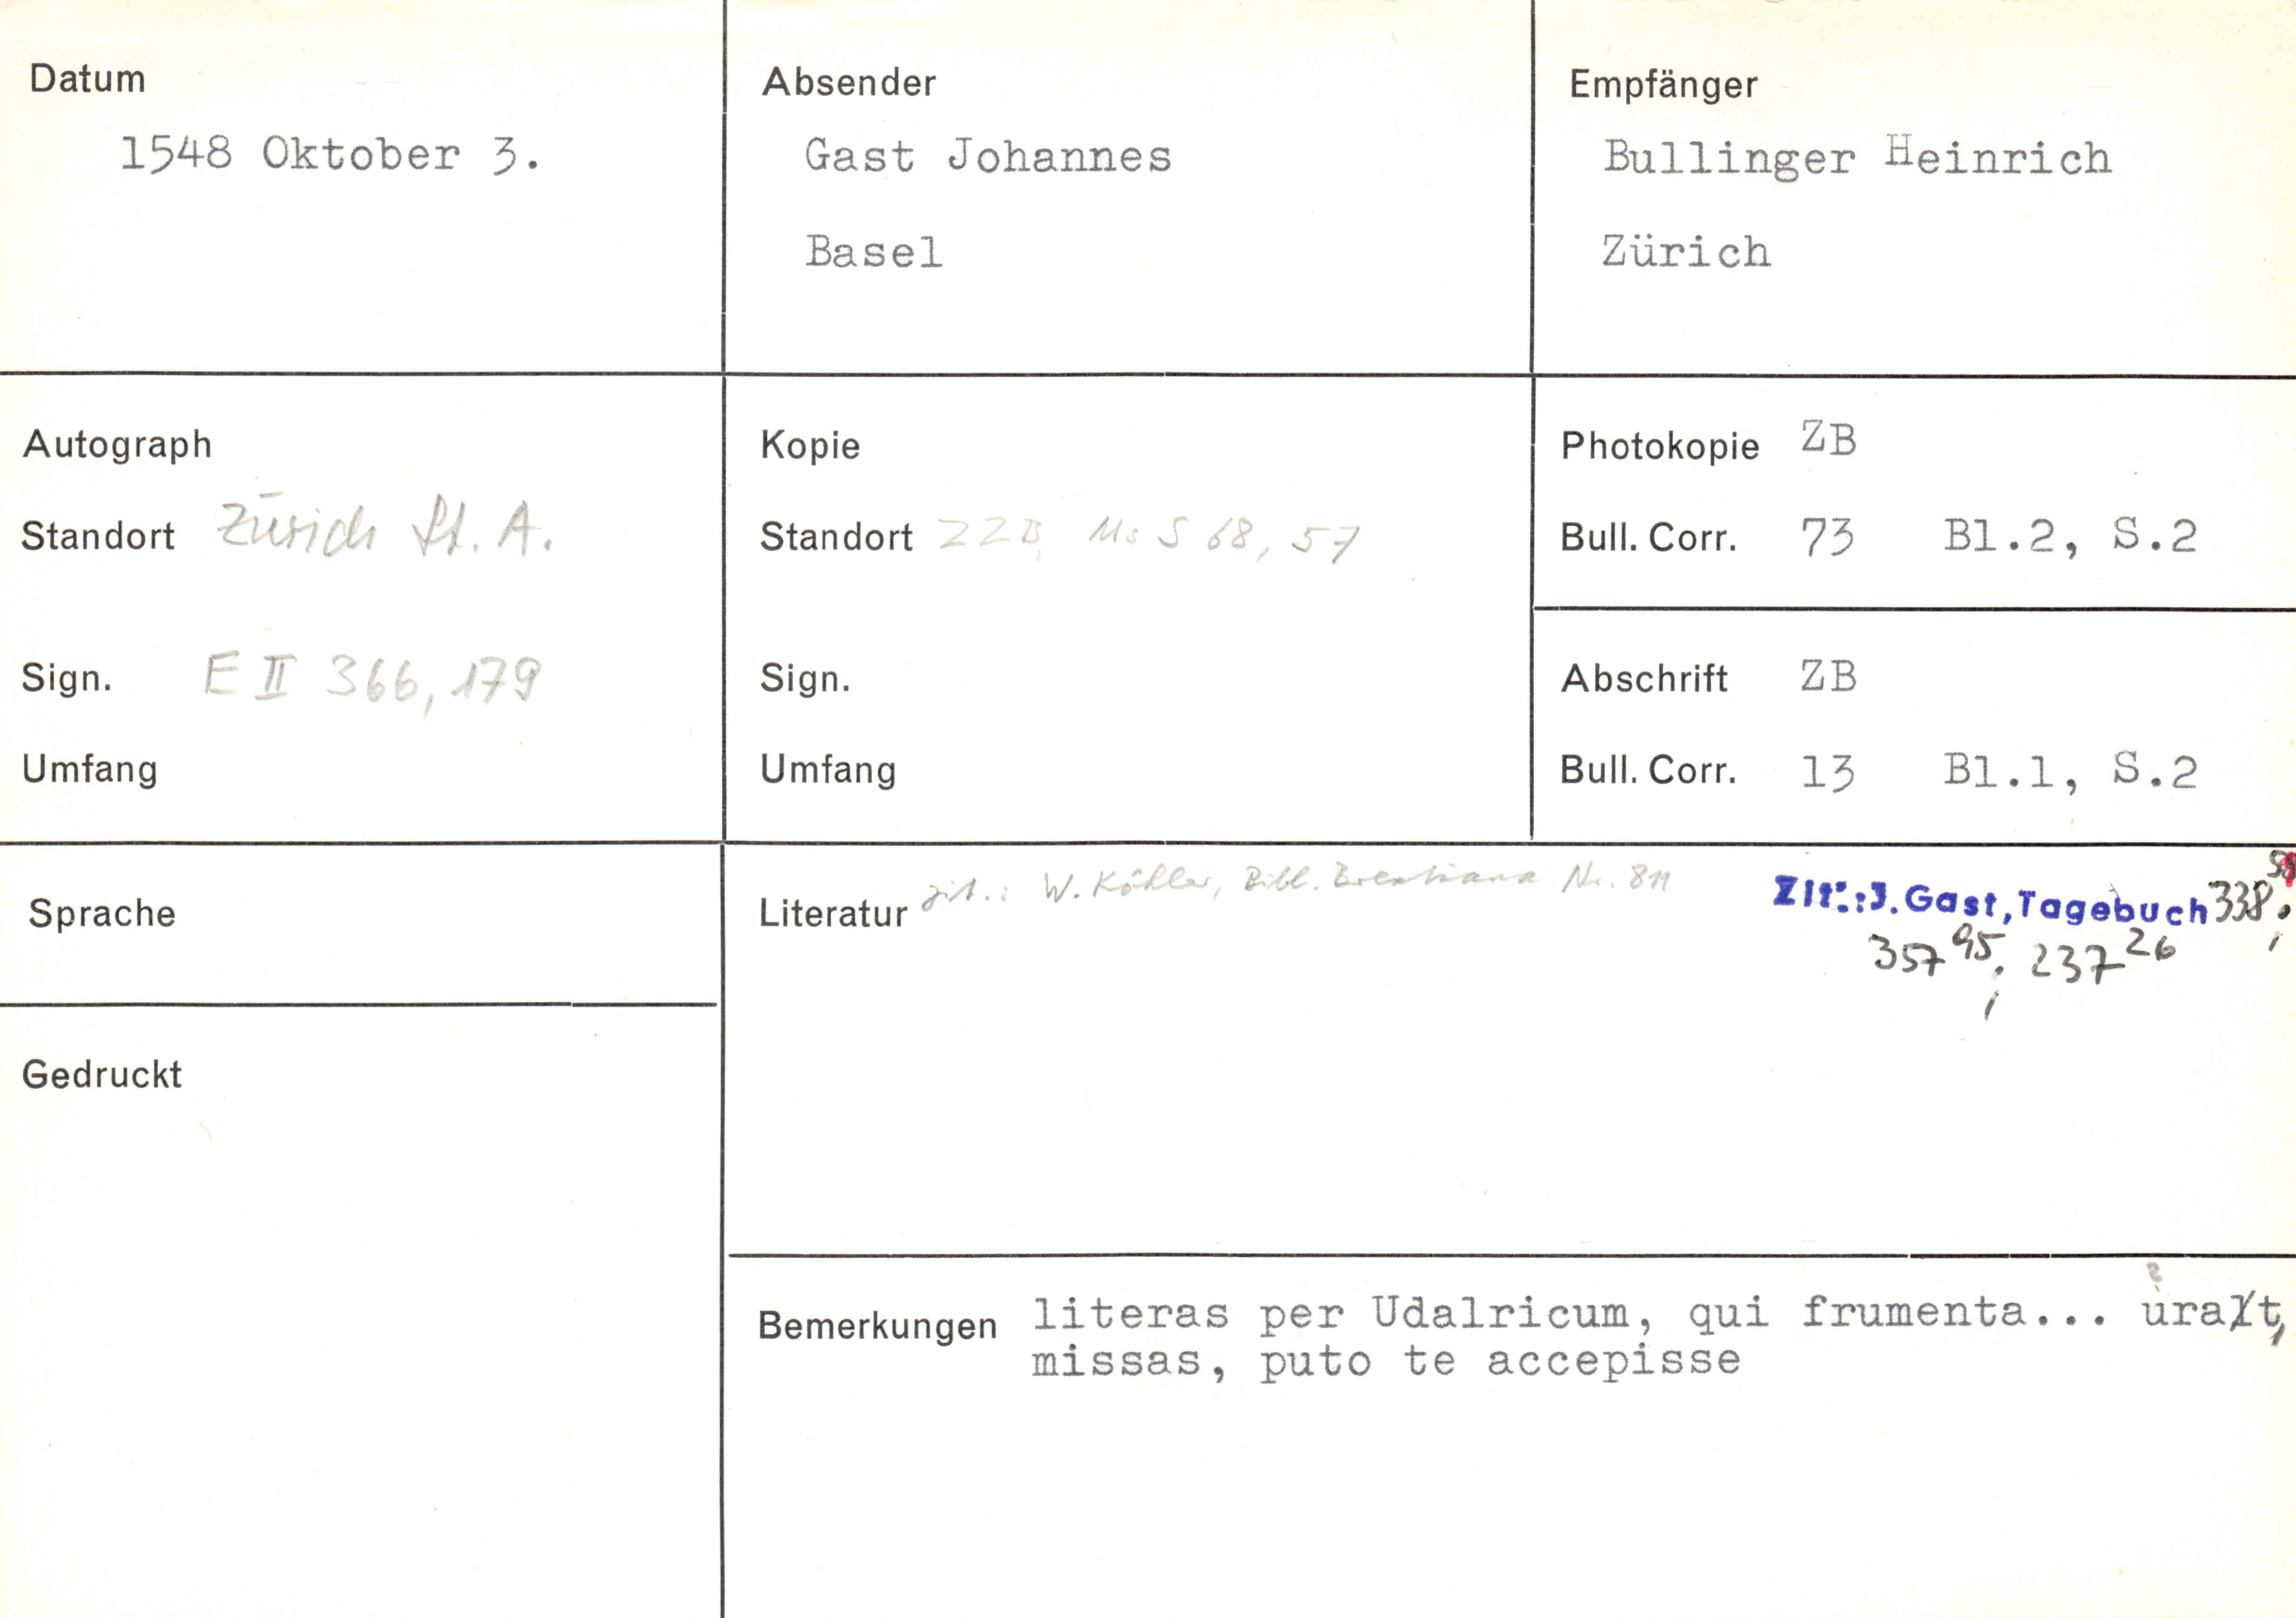 Datum
1548 Oktober 3.
Absender
Gast Johannes
Basel
Empfänger
Bullinger Heinrich
Zürich
Autograph
Standort Zürich St. A.
Sign. E II 366, 179
Umfang
Kopie
Standort ZZB, Ms S 68, 57
Sign.
Umfang
Photokopie ZB
Bull. Corr. 73 Bl.2, S.2
Abschrift ZB
Bull. Corr. 13 Bl.1, S.2
Sprache
Gedruckt
Literatur zit.: W. Köhler, Bibl. Brentiana Nr. 811
Zit.: J. Gast, Tagebuch 338
357 95; 237 26
Bemerkungen literas per Udalricum, qui frumenta...
missas, puto te accepisse